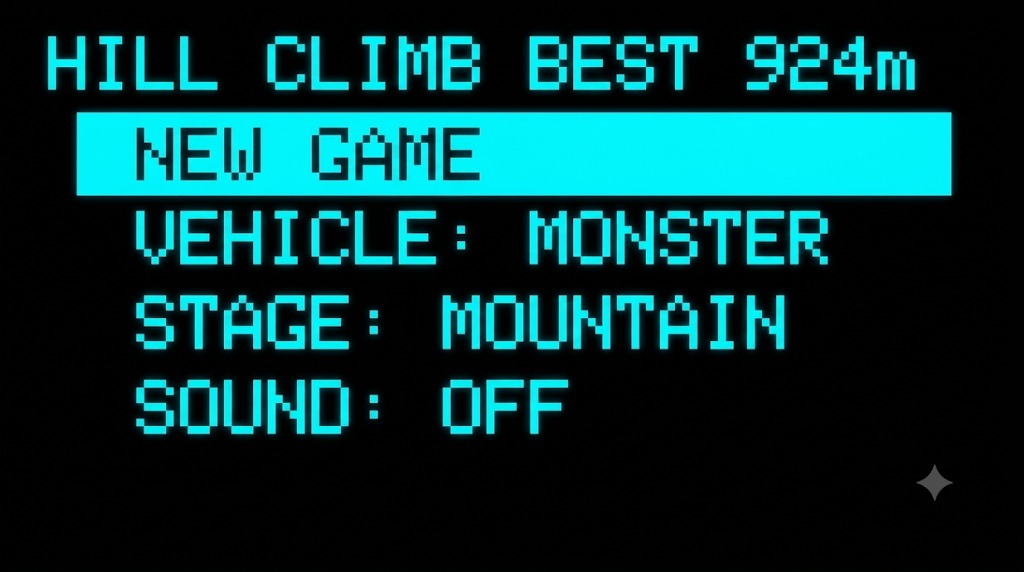 HILL CLIMB BEST 924m
NEW GAME
VEHICLE: MONSTER
STAGE: MOUNTAIN
SOUND: OFF